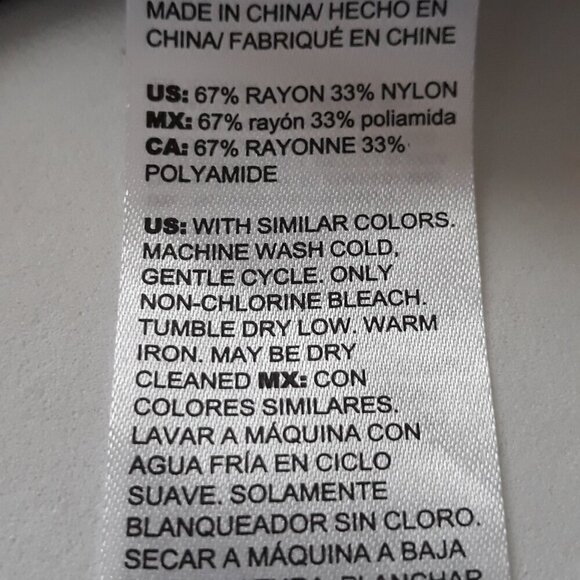 MADE IN CHINA/ HECHO EN
CHINA/ FABRIQUÉ EN CHINE
US: 67% RAYON 33% NYLON
MX: 67% rayón 33% poliamida
CA: 67% RAYONNE 33%
POLYAMIDE
US: WITH SIMILAR COLORS.
MACHINE WASH COLD,
GENTLE CYCLE. ONLY
NON-CHLORINE BLEACH.
TUMBLE DRY LOW. WARM
IRON. MAY BE DRY
CLEANED MX: CON
COLORES SIMILARES.
LAVAR A MÁQUINA CON
AGUA FRÍA EN CICLO
SUAVE. SOLAMENTE
BLANQUEADOR SIN CLORO.
SECAR A MÁQUINA A BAJA
PLANCHAR